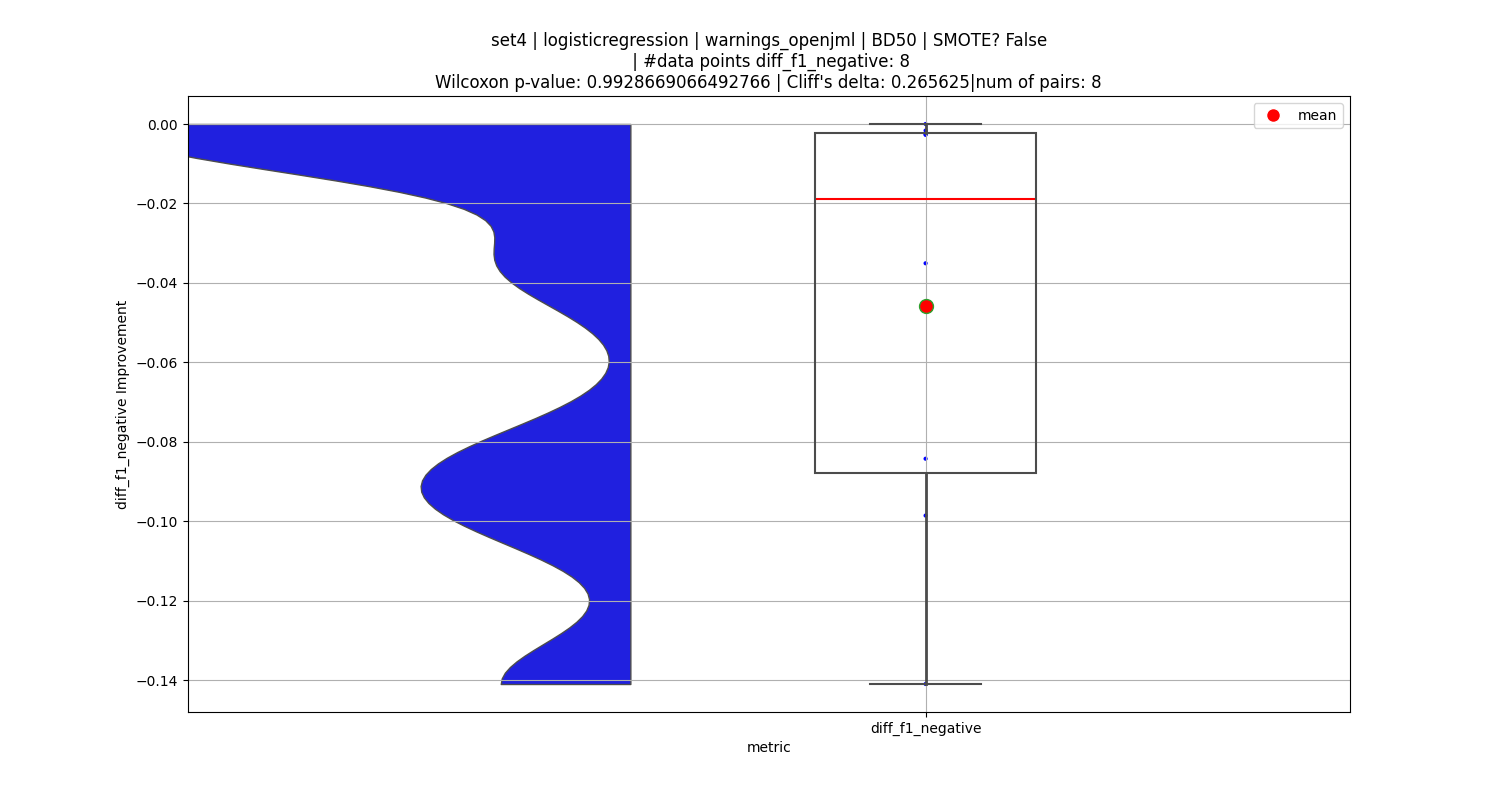 set4 | logisticregression | warnings_openjml | BD50 | SMOTE? False
| #data points diff_f1_negative: 8
Wilcoxon p-value: 0.9928669066492766 | Cliff's delta: 0.265625|num of pairs: 8
mean
0.00
−0.02
−0.04
−0.06
−0.08
−0.10
−0.12
−0.14
diff_f1_negative Improvement
diff_f1_negative
metric